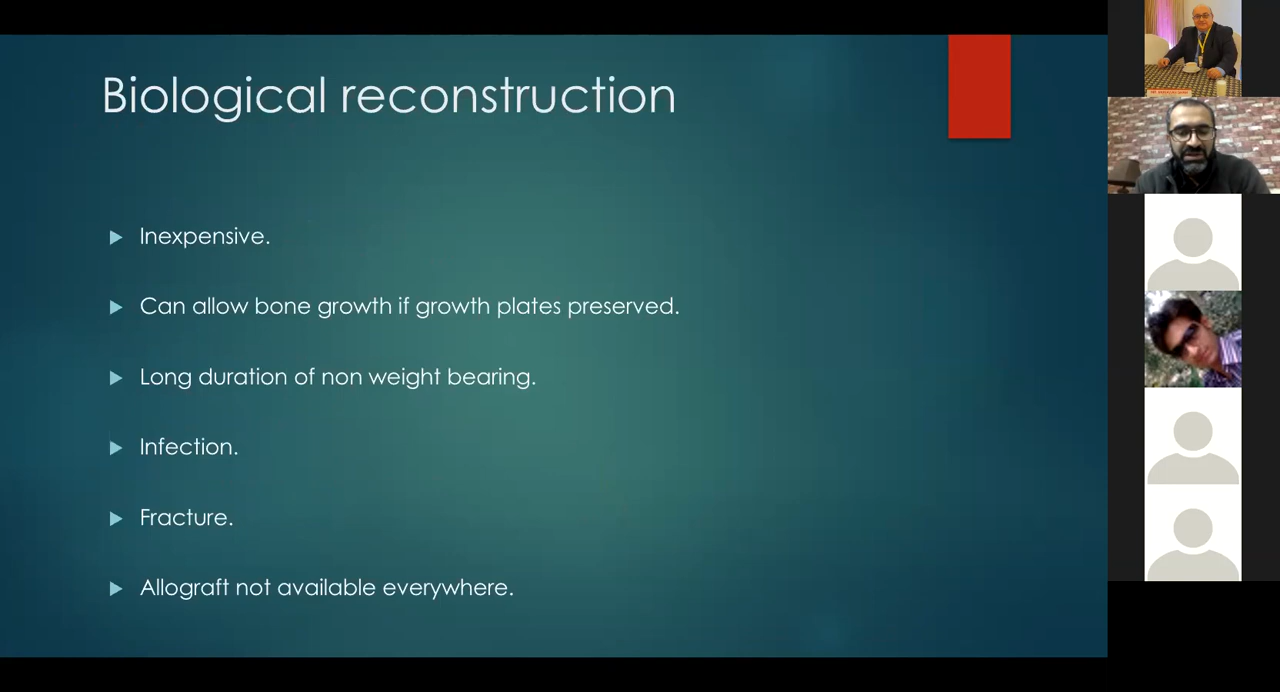 Biological reconstruction
Inexpensive.
Can allow bone growth if growth plates preserved.
Long duration of non weight bearing.
Infection.
Fracture.
Allograft not available everywhere.